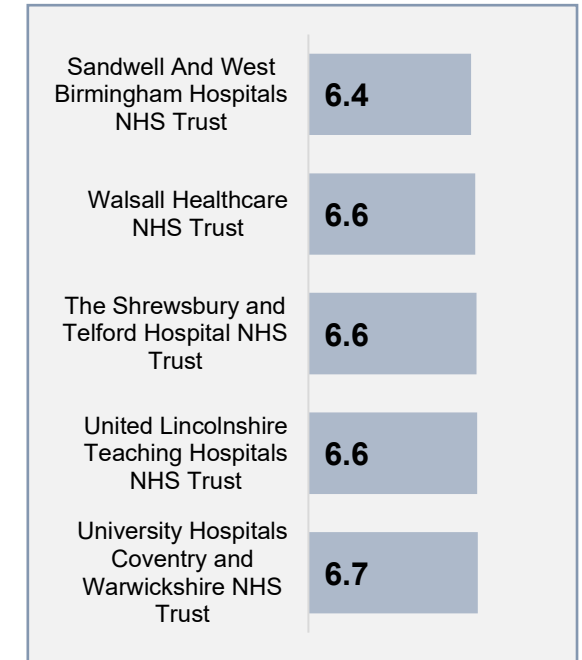 Sandwell And West
Birmingham Hospitals
NHS Trust
6.4
Walsall Healthcare
NHS Trust
6.6
The Shrewsbury and
Telford Hospital NHS
Trust
6.6
United Lincolnshire
Teaching Hospitals
NHS Trust
6.6
University Hospitals
Coventry and
Warwickshire NHS
Trust
6.7